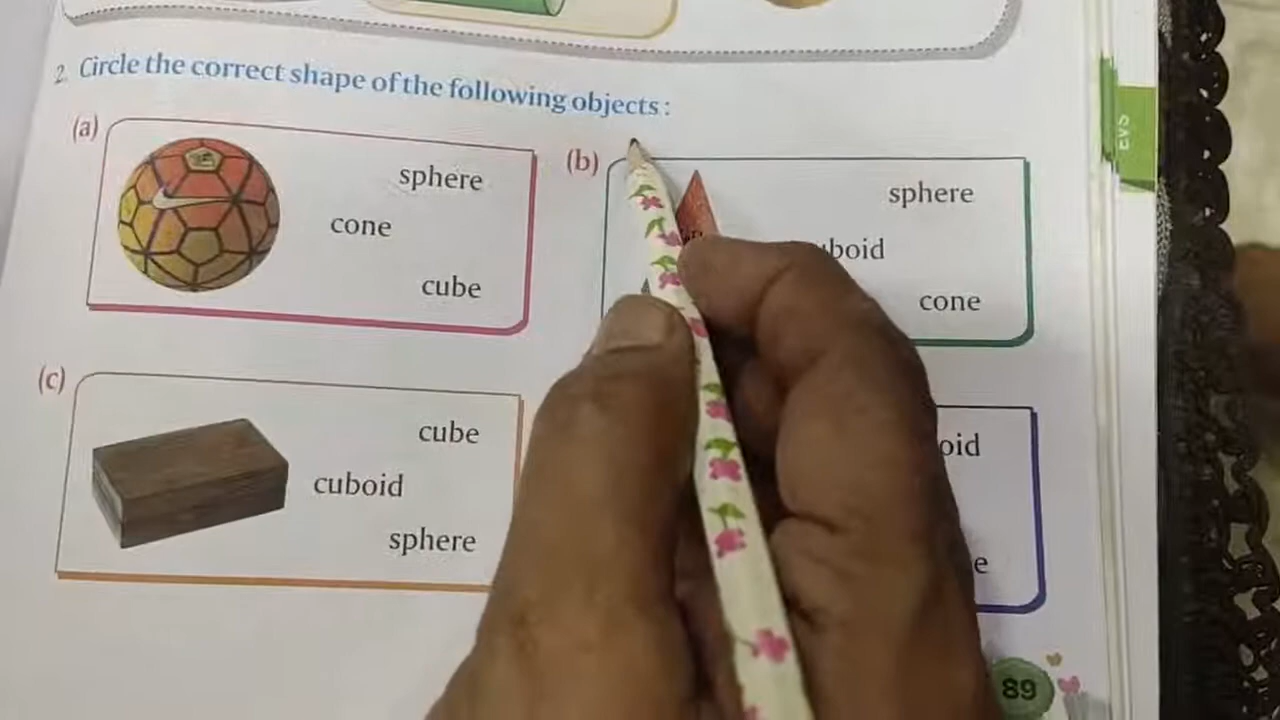 2. Circle the correct shape of the following objects :
(a)
sphere
cone
cube
(b)
sphere
cone
(c)
cube
cuboid
sphere
EVS
89